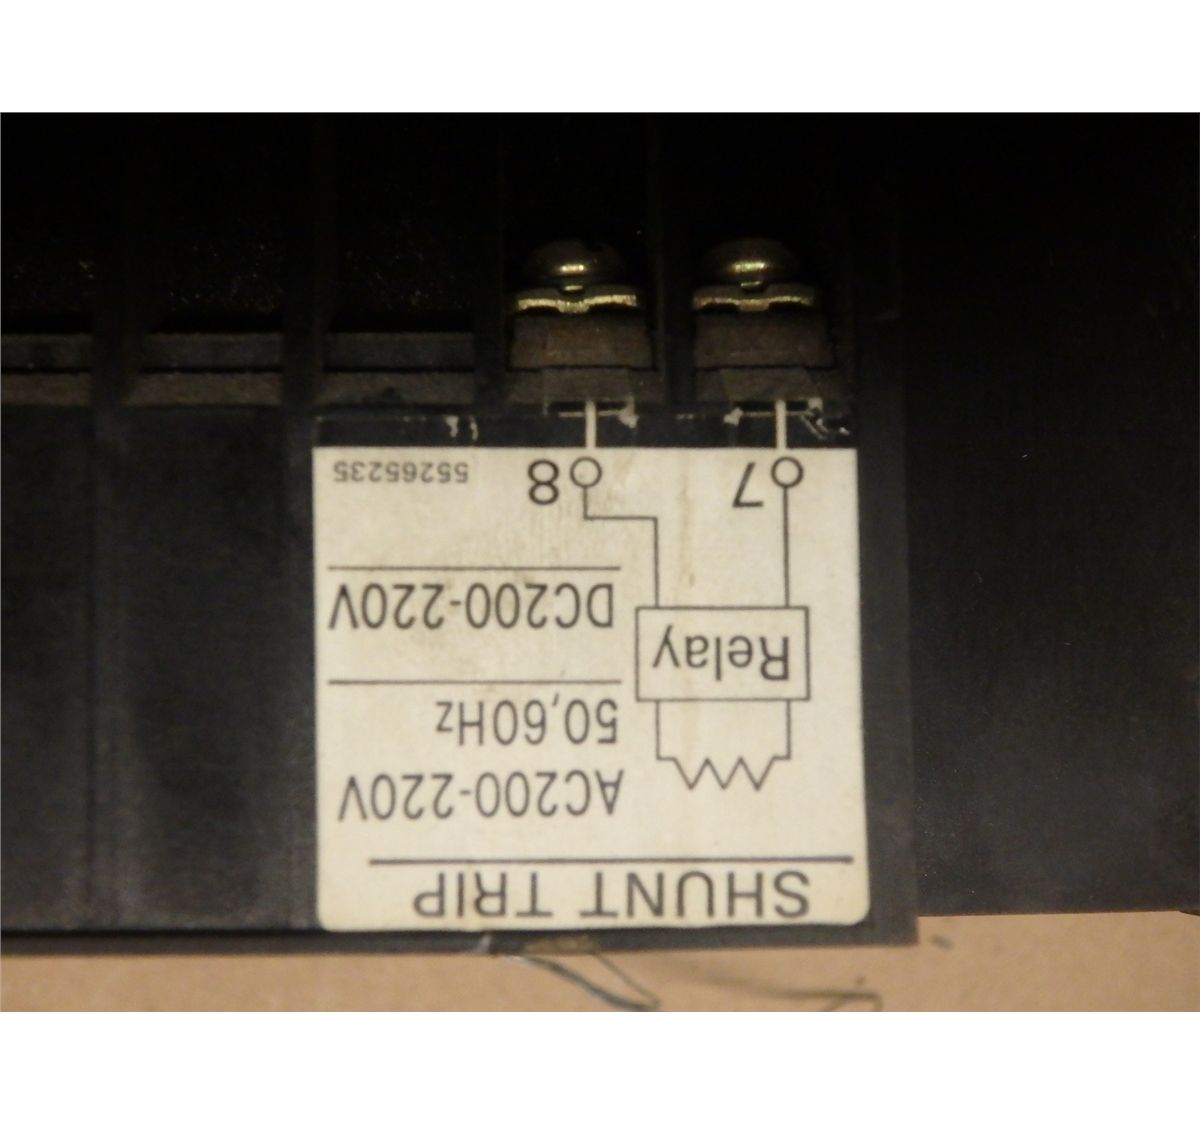 SHUNT TRIP
AC200-220V
50,60Hz
Relay
DC200-220V
7
8
55265235